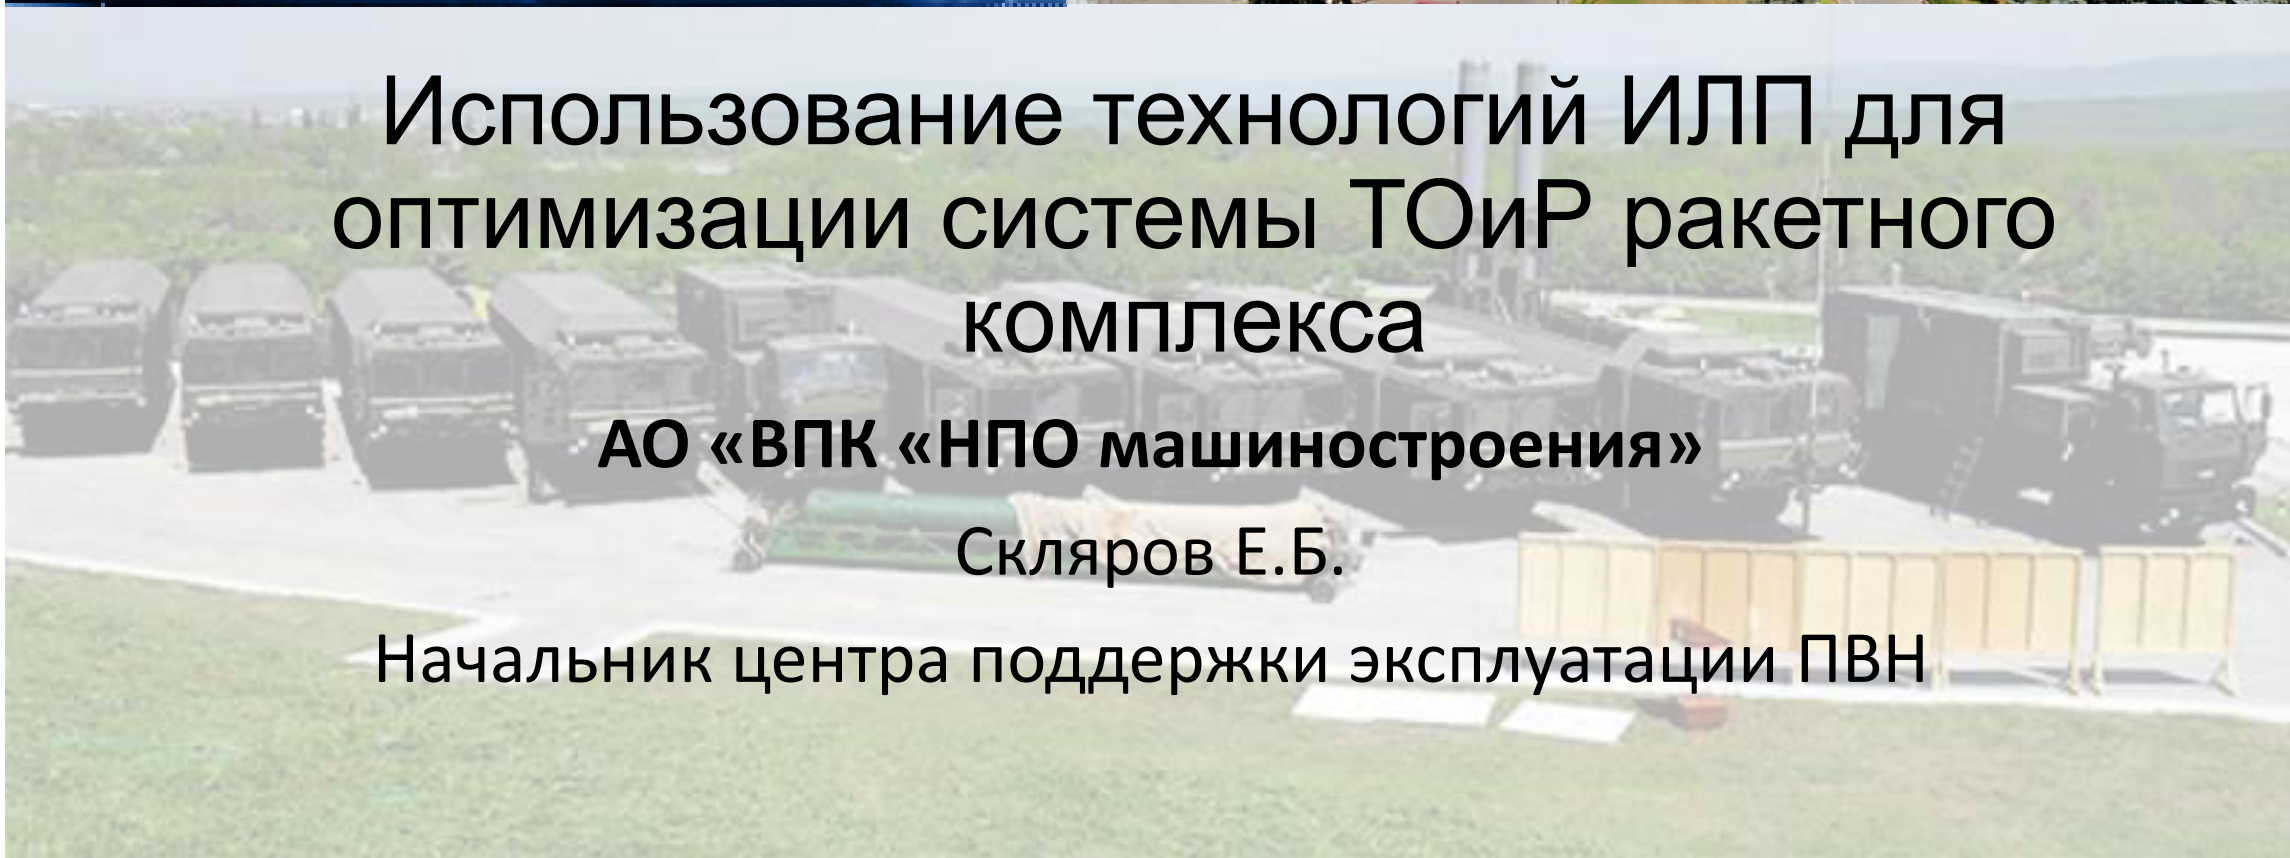 Использование технологий ИЛП для
оптимизации системы ТОиР ракетного
комплекса
АО «ВПК «НПО машиностроения»
Скляров Е.Б.
Начальник центра поддержки эксплуатации ПВН